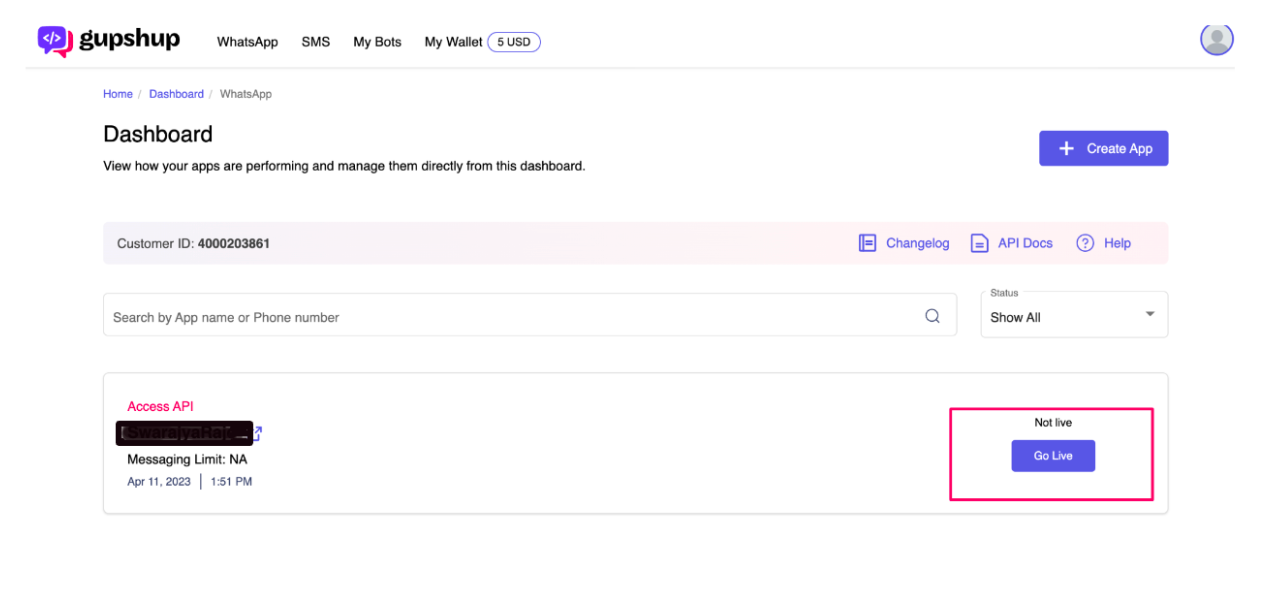 gupshup WhatsApp SMS My Bots My Wallet 5 USD
Home / Dashboard / WhatsApp
Dashboard
+ Create App
View how your apps are performing and manage them directly from this dashboard.
Customer ID: 4000203861 Changelog API Docs ? Help
Search by App name or Phone number
Status
Show All
Access API
Messaging Limit: NA
Apr 11, 2023 | 1:51 PM
Not live
Go Live